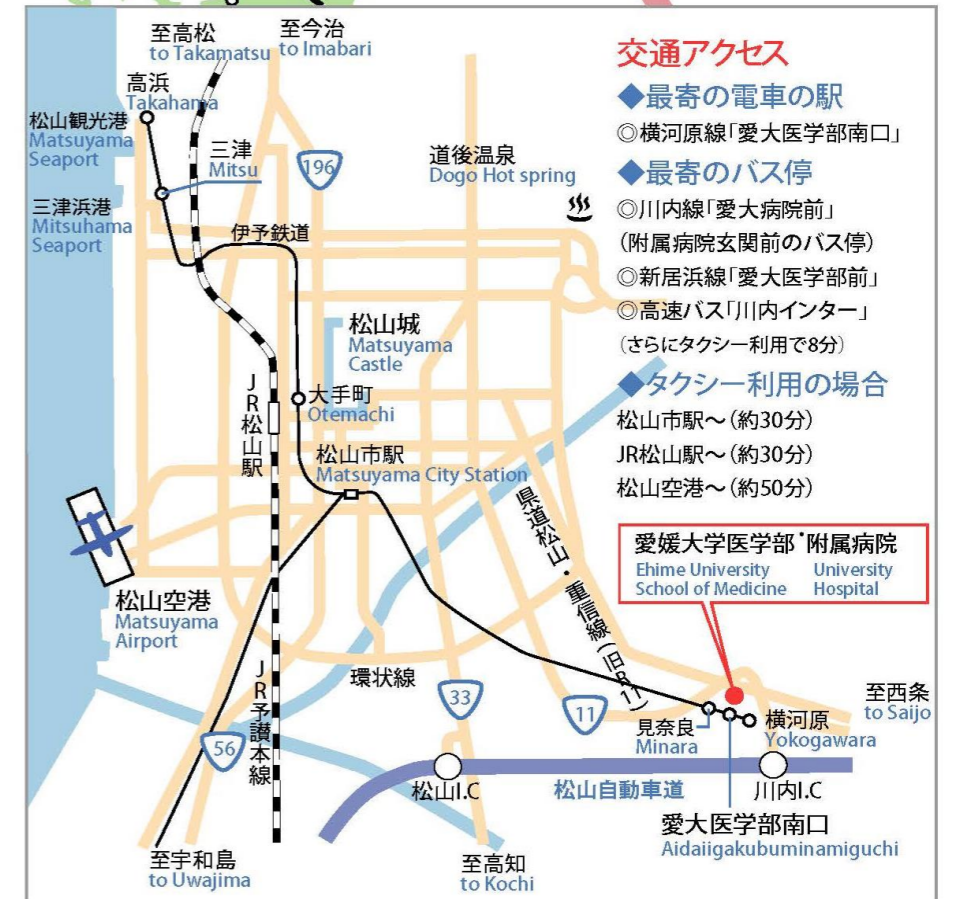 至高松
to Takamatsu
至今治
to Imabari
高浜
Takahama
松山観光港
Matsuyama
Seaport
三津
Mitsu
196
道後温泉
Dogo Hot spring
三津浜港
Mitsuhama
Seaport
伊予鉄道
松山城
Matsuyama
Castle
JR松山駅
大手町
Otemachi
松山市駅
Matsuyama City Station
県道松山・重信線(旧R11)
松山空港
Matsuyama
Airport
JR予讃本線
環状線
33
11
56
見奈良
Minara
横河原
Yokogawara
至西条
to Saijo
松山I.C
松山自動車道
川内I.C
愛大医学部南口
Aidaiigakubuminamiguchi
至宇和島
to Uwajima
至高知
to Kochi
交通アクセス
◆最寄の電車の駅
◎横河原線「愛大医学部南口」
◆最寄のバス停
◎川内線「愛大病院前」
(附属病院玄関前のバス停)
◎新居浜線「愛大医学部前」
◎高速バス「川内インター」
(さらにタクシー利用で8分)
◆タクシー利用の場合
松山市駅～(約30分)
JR松山駅～(約30分)
松山空港～(約50分)
愛媛大学医学部・附属病院
Ehime University
School of Medicine
University
Hospital